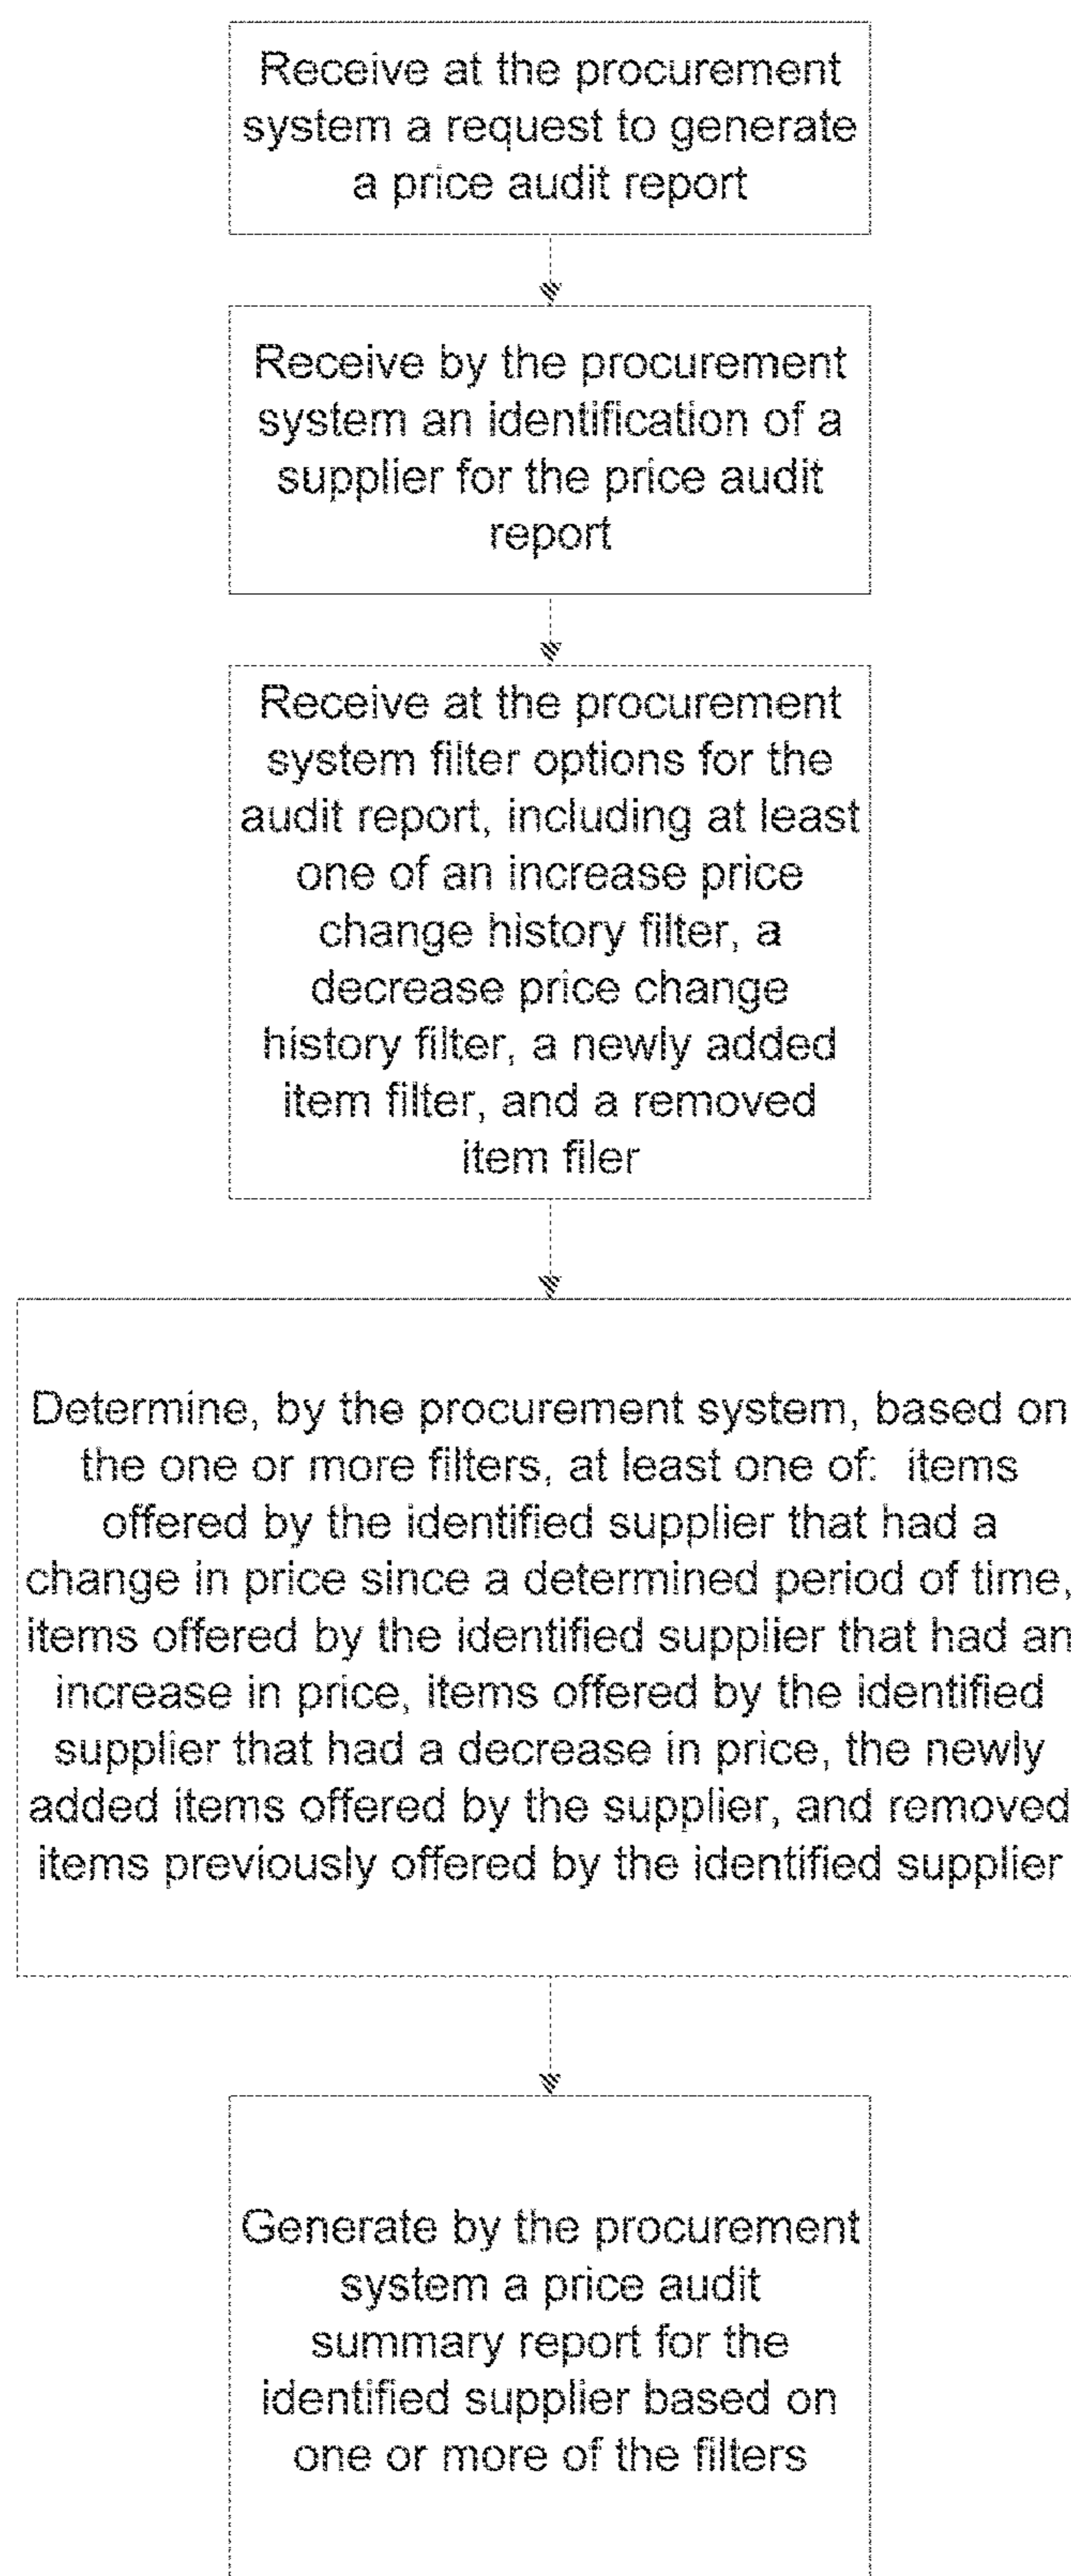 Receive at the procurement
system a request to generate
a price audit report
Receive by the procurement
system an identification of a
supplier for the price audit
report
Receive at the procurement
system filter options for the
audit report, including at least
one of an increase price
change history filter, a
decrease price change
history filter, a newly added
item filter, and a removed
item filer
Determine, by the procurement system, based on
the one or more filters, at least one of: items
offered by the identified supplier that had a
change in price since a determined period of time,
items offered by the identified supplier that had an
increase in price, items offered by the identified
supplier that had a decrease in price, the newly
added items offered by the supplier, and removed
items previously offered by the identified supplier
Generate by the procurement
system a price audit
summary report for the
identified supplier based on
one or more of the filters